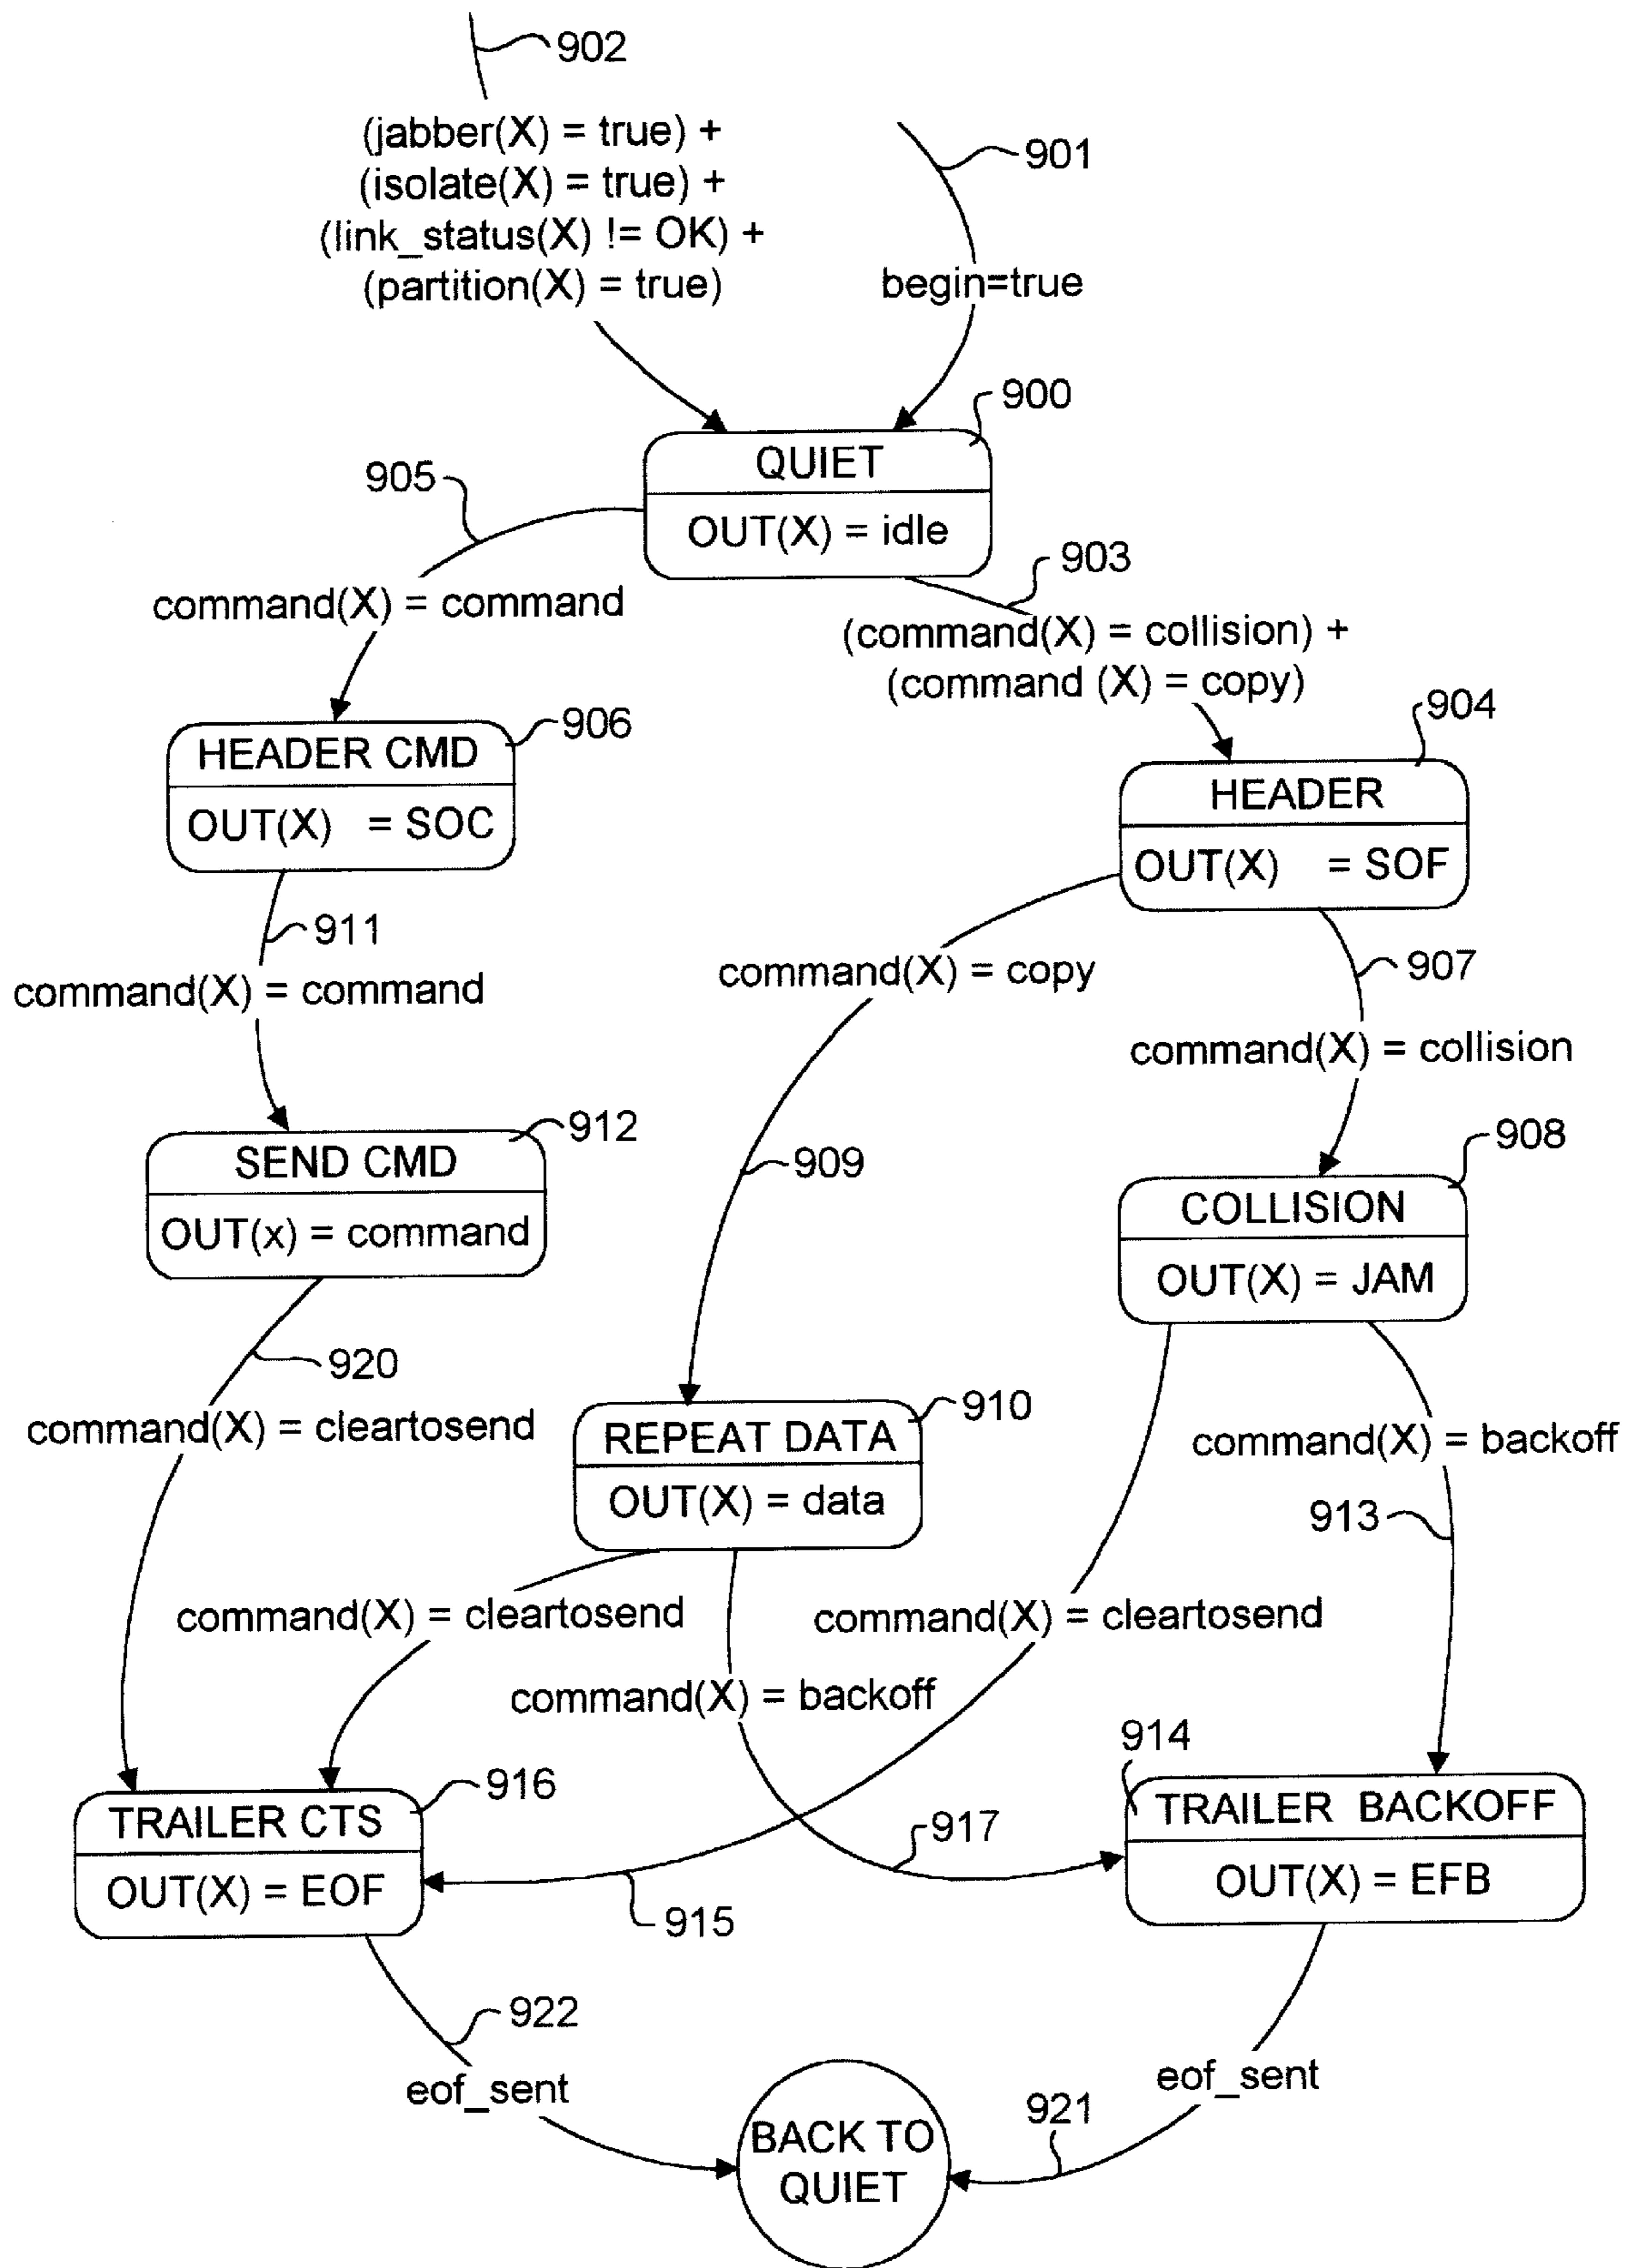 902
(jabber(X) = true) +
(isolate(X) = true) +
(link_status(X) != OK) +
(partition(X) = true)
901
begin=true
900
QUIET
OUT(X) = idle
905
command(X) = command
903
(command(X) = collision) +
(command (X) = copy)
906
HEADER CMD
OUT(X) = SOC
904
HEADER
OUT(X) = SOF
911
command(X) = command
command(X) = copy
907
command(X) = collision
912
SEND CMD
OUT(x) = command
909
908
COLLISION
OUT(X) = JAM
920
command(X) = cleartosend
910
REPEAT DATA
OUT(X) = data
command(X) = backoff
913
command(X) = cleartosend
command(X) = cleartosend
command(X) = backoff
916
TRAILER CTS
OUT(X) = EOF
917
915
914
TRAILER BACKOFF
OUT(X) = EFB
922
eof_sent
eof_sent
921
BACK TO
QUIET